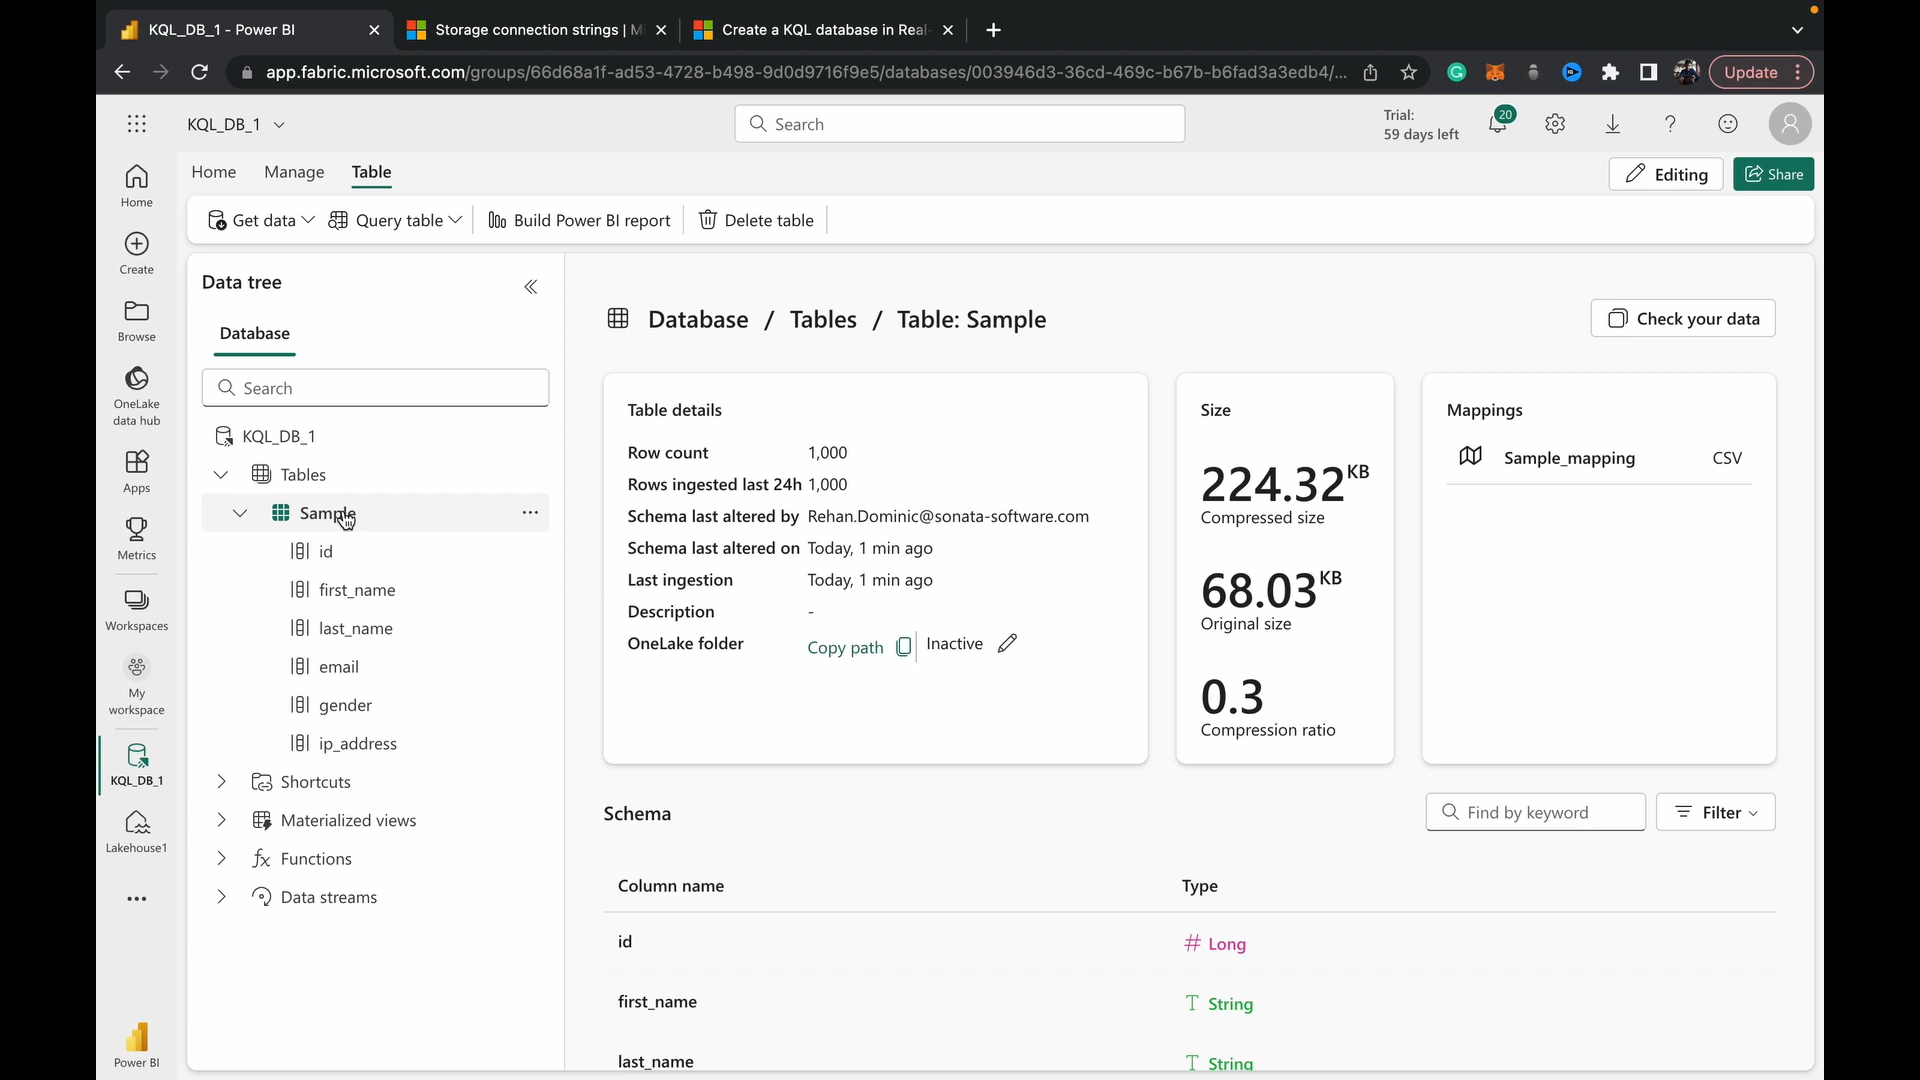 KQL_DB_1 - Power BI
Storage connection strings | Mi
Create a KQL database in Real-
app.fabric.microsoft.com/groups/66d68a1f-ad53-4728-b498-9d0d9716f9e5/databases/003946d3-36cd-469c-b67b-b6fad3a3edb4/...
Update
KQL_DB_1
Search
Trial:
59 days left
20
Home
Manage
Table
Editing
Share
Get data
Query table
Build Power BI report
Delete table
Home
Create
Browse
OneLake
data hub
Apps
Metrics
Workspaces
My
workspace
KQL_DB_1
Lakehouse1
Power BI
Data tree
Database
Search
KQL_DB_1
Tables
Sample
id
first_name
last_name
email
gender
ip_address
Shortcuts
Materialized views
Functions
Data streams
Database / Tables / Table: Sample
Check your data
Table details
Row count 1,000
Rows ingested last 24h 1,000
Schema last altered by Rehan.Dominic@sonata-software.com
Schema last altered on Today, 1 min ago
Last ingestion Today, 1 min ago
Description -
OneLake folder Copy path Inactive
Size
224.32 KB
Compressed size
68.03 KB
Original size
0.3
Compression ratio
Mappings
Sample_mapping CSV
Schema
Find by keyword
Filter
Column name Type
id Long
first_name String
last_name String